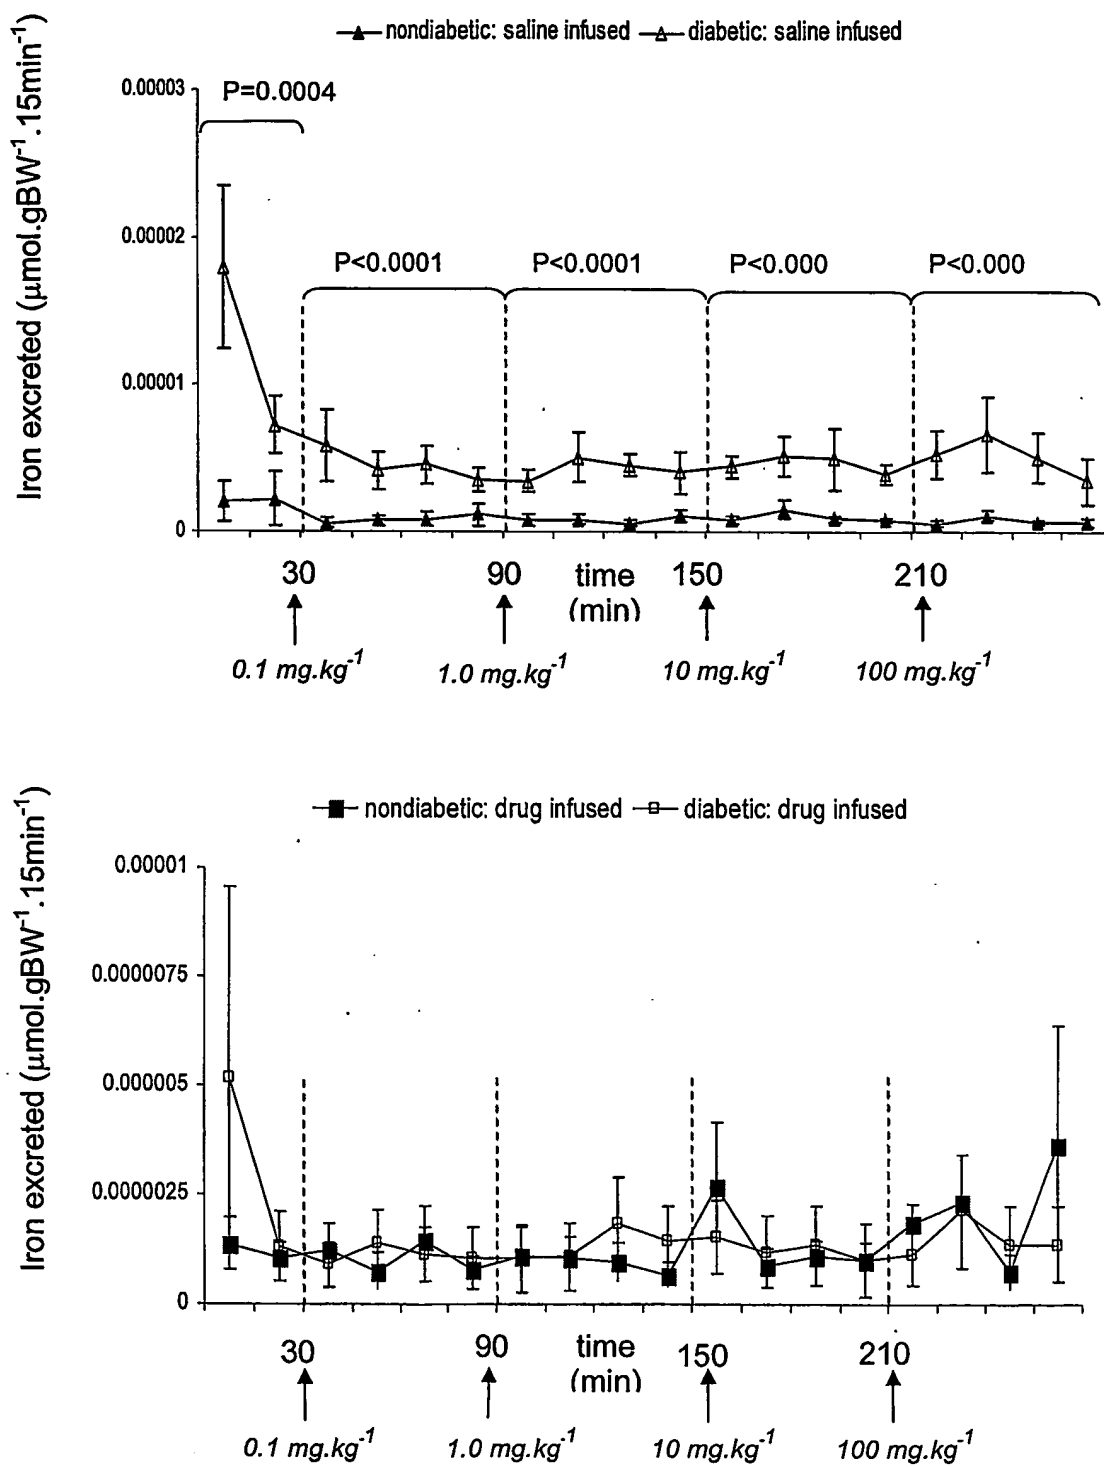 nondiabetic: saline infused diabetic: saline infused
Iron excreted (μmol.gBW⁻¹.15min⁻¹)
0.00003
P=0.0004
0.00002
P<0.0001 P<0.0001 P<0.000 P<0.000
0.00001
0
30 90 time 150 210
(min)
0.1 mg.kg⁻¹ 1.0 mg.kg⁻¹ 10 mg.kg⁻¹ 100 mg.kg⁻¹
nondiabetic: drug infused diabetic: drug infused
Iron excreted (μmol.gBW⁻¹.15min⁻¹)
0.00001
0.0000075
0.000005
0.0000025
0
30 90 time 150 210
(min)
0.1 mg.kg⁻¹ 1.0 mg.kg⁻¹ 10 mg.kg⁻¹ 100 mg.kg⁻¹